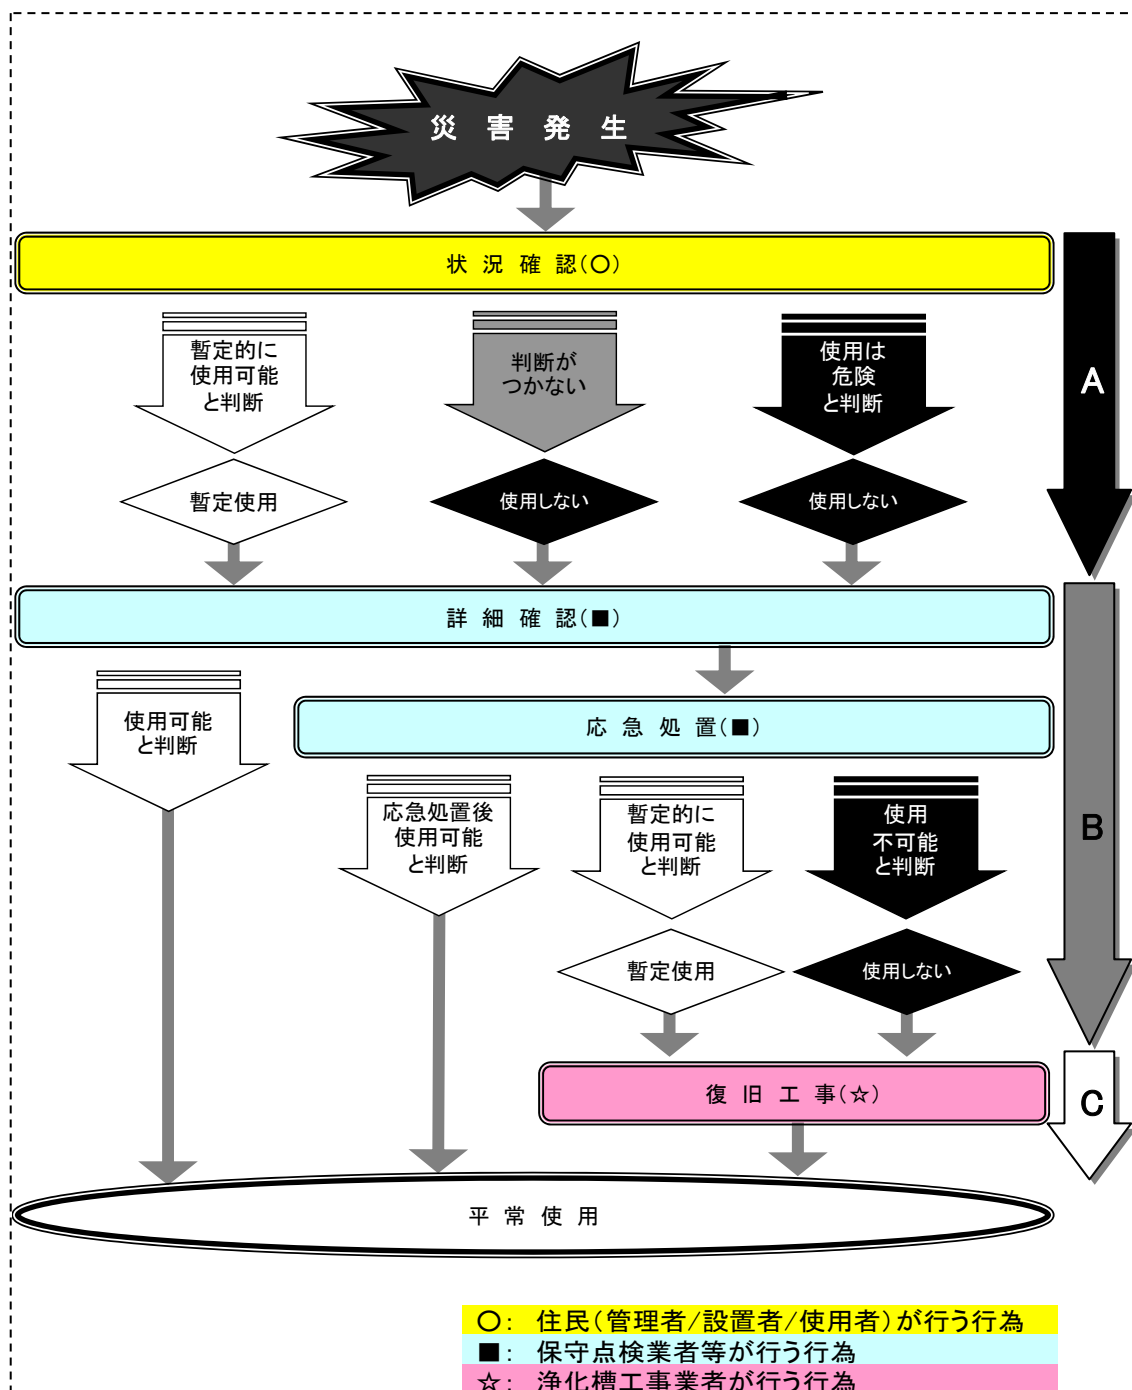 災 害 発 生
状 況 確 認(○)
暫定的に
使用可能
と判断
判断が
つかない
使用は
危険
と判断
A
暫定使用
使用しない
使用しない
詳 細 確 認(■)
使用可能
と判断
応 急 処 置(■)
応急処置後
使用可能
と判断
暫定的に
使用可能
と判断
使用
不可能
と判断
B
暫定使用
使用しない
復 旧 工 事(☆)
C
平 常 使 用
○: 住民(管理者/設置者/使用者)が行う行為
■: 保守点検業者等が行う行為
☆: 浄化槽工事業者が行う行為